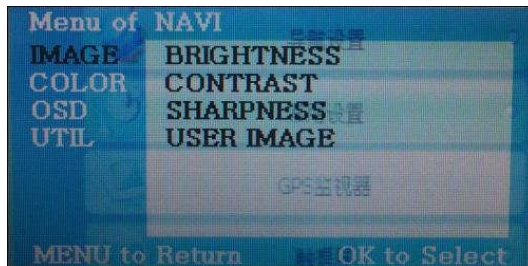 Menu of NAVI
IMAGE BRIGHTNESS
COLOR CONTRAST
OSD SHARPNESS
UTIL USER IMAGE
GPS监视器
MENU to Return OK to Select